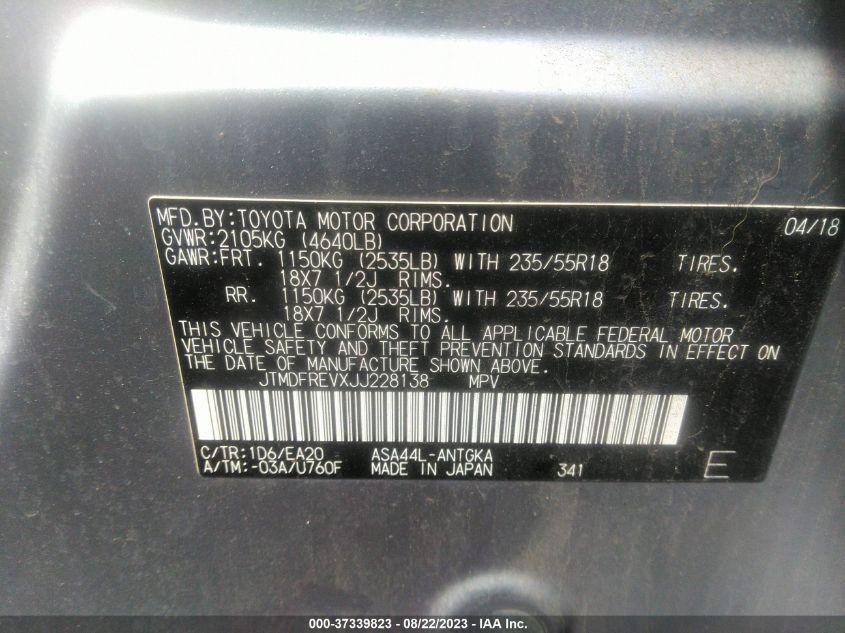 MFD.BY:TOYOTA MOTOR CORPORATION 04/18
GVWR:2105KG (4640LB)
GAWR:FRT. 1150KG (2535LB) WITH 235/55R18 TIRES.
18X7 1/2J RIMS.
RR. 1150KG (2535LB) WITH 235/55R18 TIRES.
18X7 1/2J RIMS.
THIS VEHICLE CONFORMS TO ALL APPLICABLE FEDERAL MOTOR
VEHICLE SAFETY AND THEFT PREVENTION STANDARDS IN EFFECT ON
THE DATE OF MANUFACTURE SHOWN ABOVE.
JTMDFREVXJJ228138 MPV
C/TR:1D6/EA20 ASA44L-ANTGKA
A/TM:-03A/U760F MADE IN JAPAN 341 E
000-37339823 - 08/22/2023 - IAA Inc.